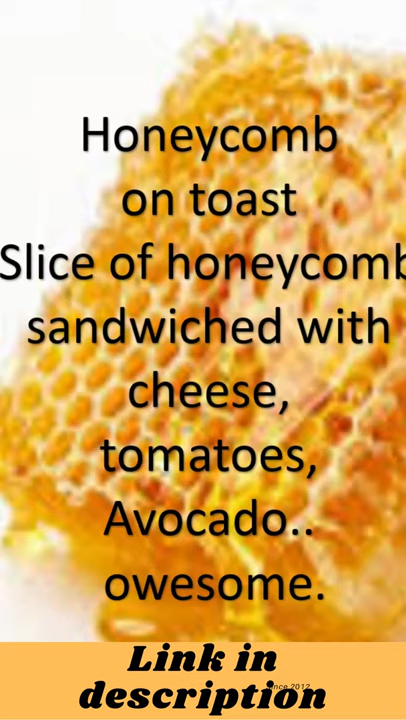 Honeycomb
on toast
Slice of honeycomb
sandwiched with
cheese,
tomatoes,
Avocado..
owesome.
Link in
description